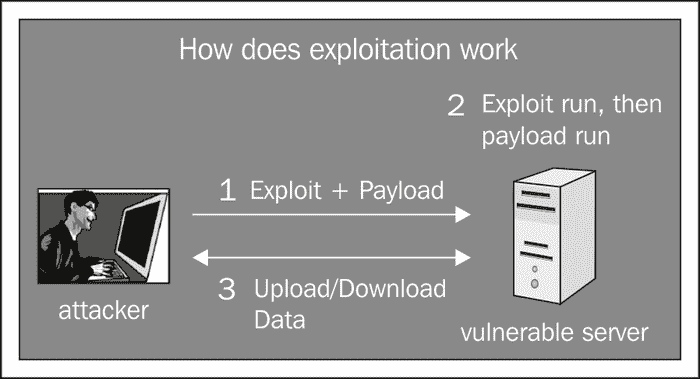 How does exploitation work
2 Exploit run, then
payload run
1 Exploit + Payload
3 Upload/Download
Data
attacker
vulnerable server